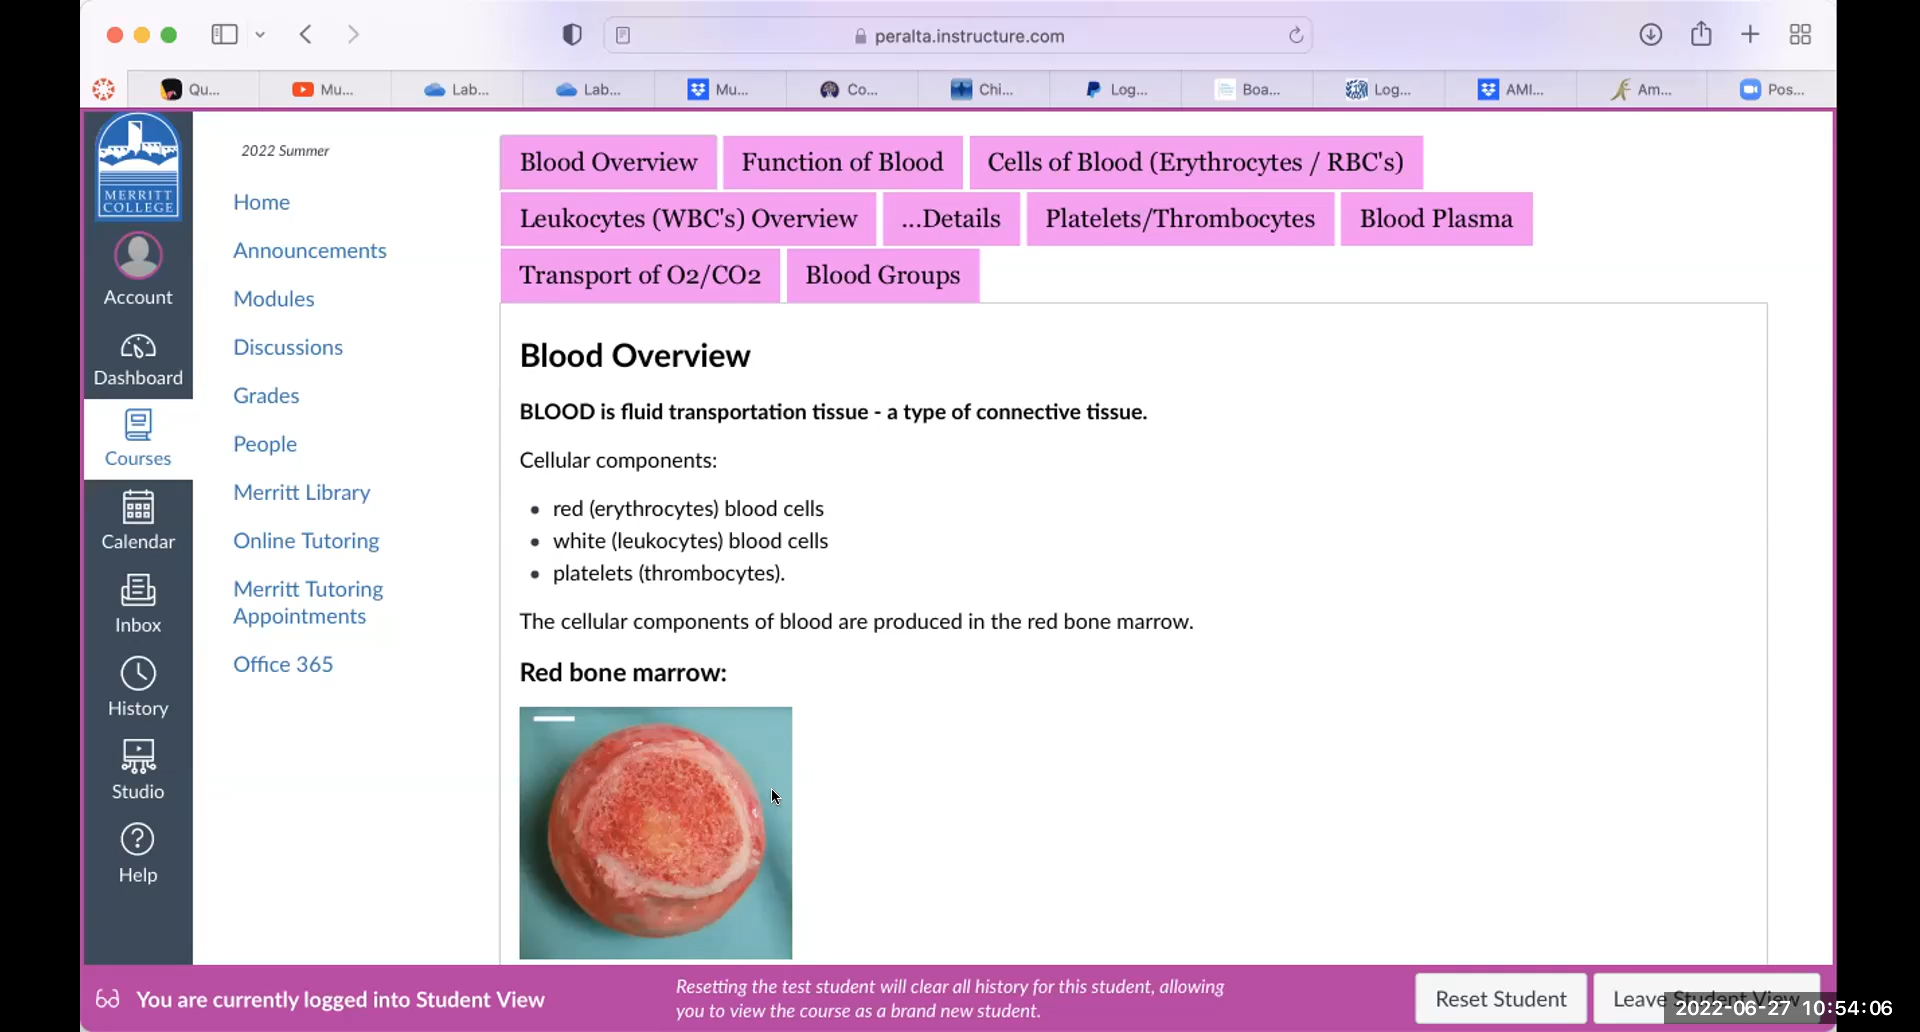 peralta.instructure.com
Qu... Mu... Lab... Lab... Mu... Co... Chi... Log... Boa... Log... AMI... Am... Pos...
MERRITT
COLLEGE
Account
Dashboard
Courses
Calendar
Inbox
History
Studio
Help
2022 Summer
Home
Announcements
Modules
Discussions
Grades
People
Merritt Library
Online Tutoring
Merritt Tutoring
Appointments
Office 365
Blood Overview Function of Blood Cells of Blood (Erythrocytes / RBC's)
Leukocytes (WBC's) Overview ...Details Platelets/Thrombocytes Blood Plasma
Transport of O2/CO2 Blood Groups
Blood Overview
BLOOD is fluid transportation tissue - a type of connective tissue.
Cellular components:
• red (erythrocytes) blood cells
• white (leukocytes) blood cells
• platelets (thrombocytes).
The cellular components of blood are produced in the red bone marrow.
Red bone marrow:
You are currently logged into Student View
Resetting the test student will clear all history for this student, allowing
you to view the course as a brand new student.
Reset Student
Leave Student View
2022-06-27 10:54:06